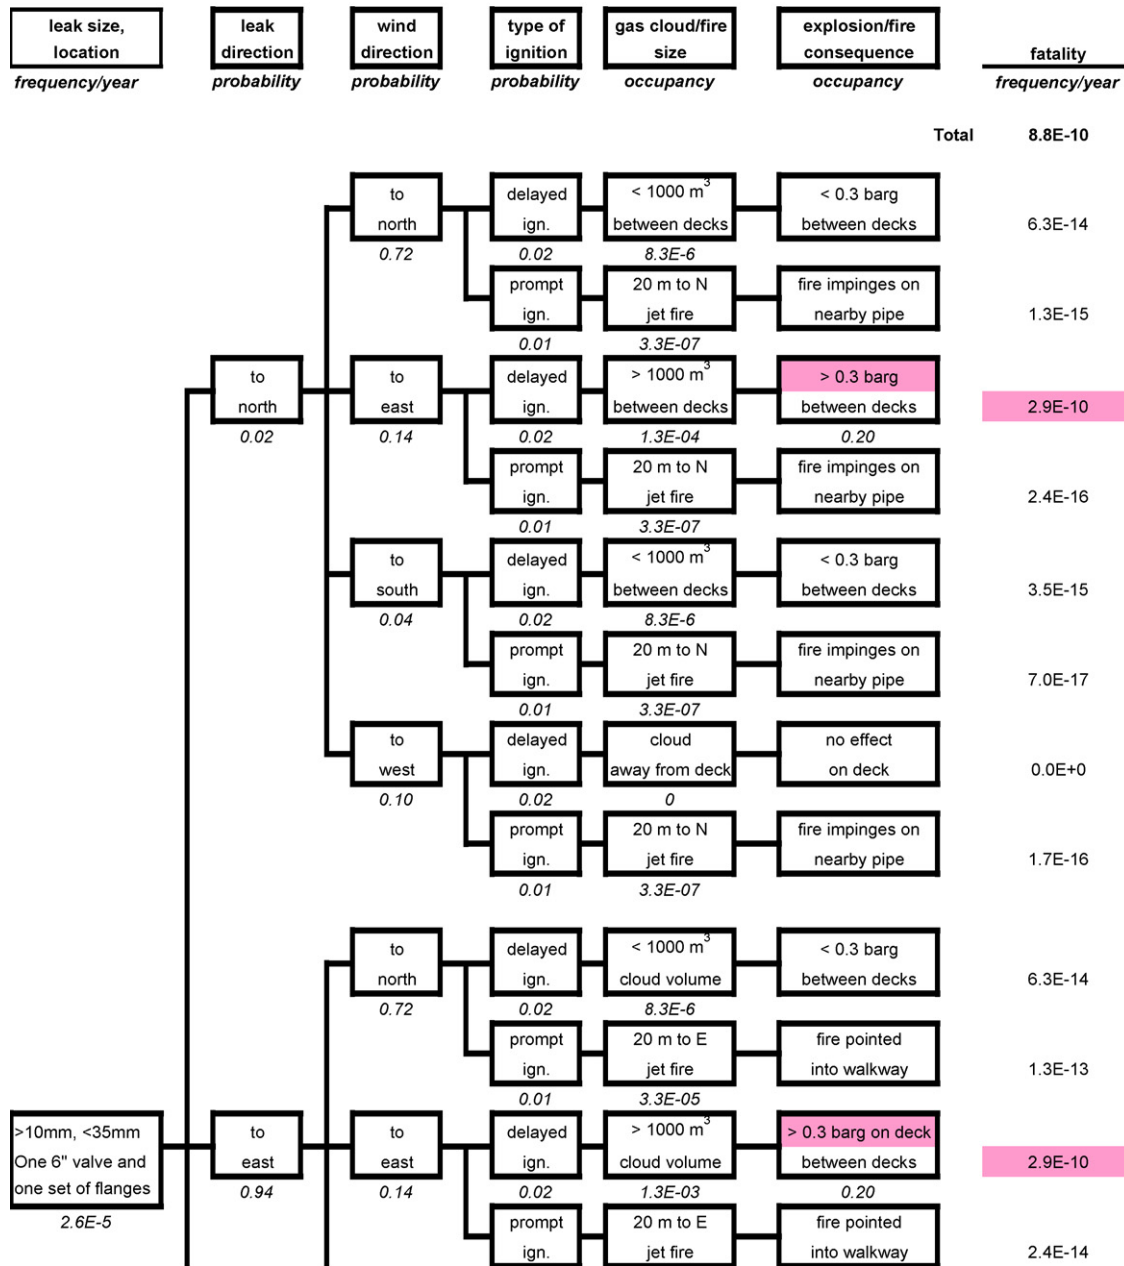 leak size,
location
frequency/year
leak
direction
probability
wind
direction
probability
type of
ignition
probability
gas cloud/fire
size
occupancy
explosion/fire
consequence
occupancy
fatality
frequency/year
Total 8.8E-10
to
north
0.72
delayed
ign.
0.02
< 1000 m³
between decks
8.3E-6
< 0.3 barg
between decks
6.3E-14
prompt
ign.
0.01
20 m to N
jet fire
3.3E-07
fire impinges on
nearby pipe
1.3E-15
to
north
0.02
to
east
0.14
delayed
ign.
0.02
> 1000 m³
between decks
1.3E-04
> 0.3 barg
between decks
0.20
2.9E-10
prompt
ign.
0.01
20 m to N
jet fire
3.3E-07
fire impinges on
nearby pipe
2.4E-16
to
south
0.04
delayed
ign.
0.02
< 1000 m³
between decks
8.3E-6
< 0.3 barg
between decks
3.5E-15
prompt
ign.
0.01
20 m to N
jet fire
3.3E-07
fire impinges on
nearby pipe
7.0E-17
to
west
0.10
delayed
ign.
0.02
cloud
away from deck
0
no effect
on deck
0.0E+0
prompt
ign.
0.01
20 m to N
jet fire
3.3E-07
fire impinges on
nearby pipe
1.7E-16
to
north
0.72
delayed
ign.
0.02
< 1000 m³
cloud volume
8.3E-6
< 0.3 barg
between decks
6.3E-14
prompt
ign.
0.01
20 m to E
jet fire
3.3E-05
fire pointed
into walkway
1.3E-13
>10mm, <35mm
One 6" valve and
one set of flanges
2.6E-5
to
east
0.94
to
east
0.14
delayed
ign.
0.02
> 1000 m³
cloud volume
1.3E-03
> 0.3 barg on deck
between decks
0.20
2.9E-10
prompt
ign.
20 m to E
jet fire
fire pointed
into walkway
2.4E-14